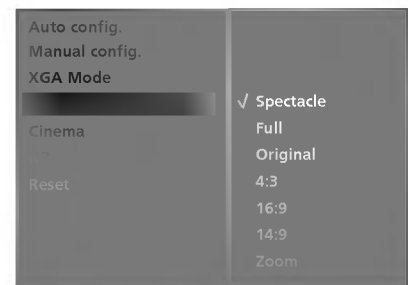 Auto config.
Manual config.
XGA Mode
Cinema
Reset
✓ Spectacle
Full
Original
4:3
16:9
14:9
Zoom